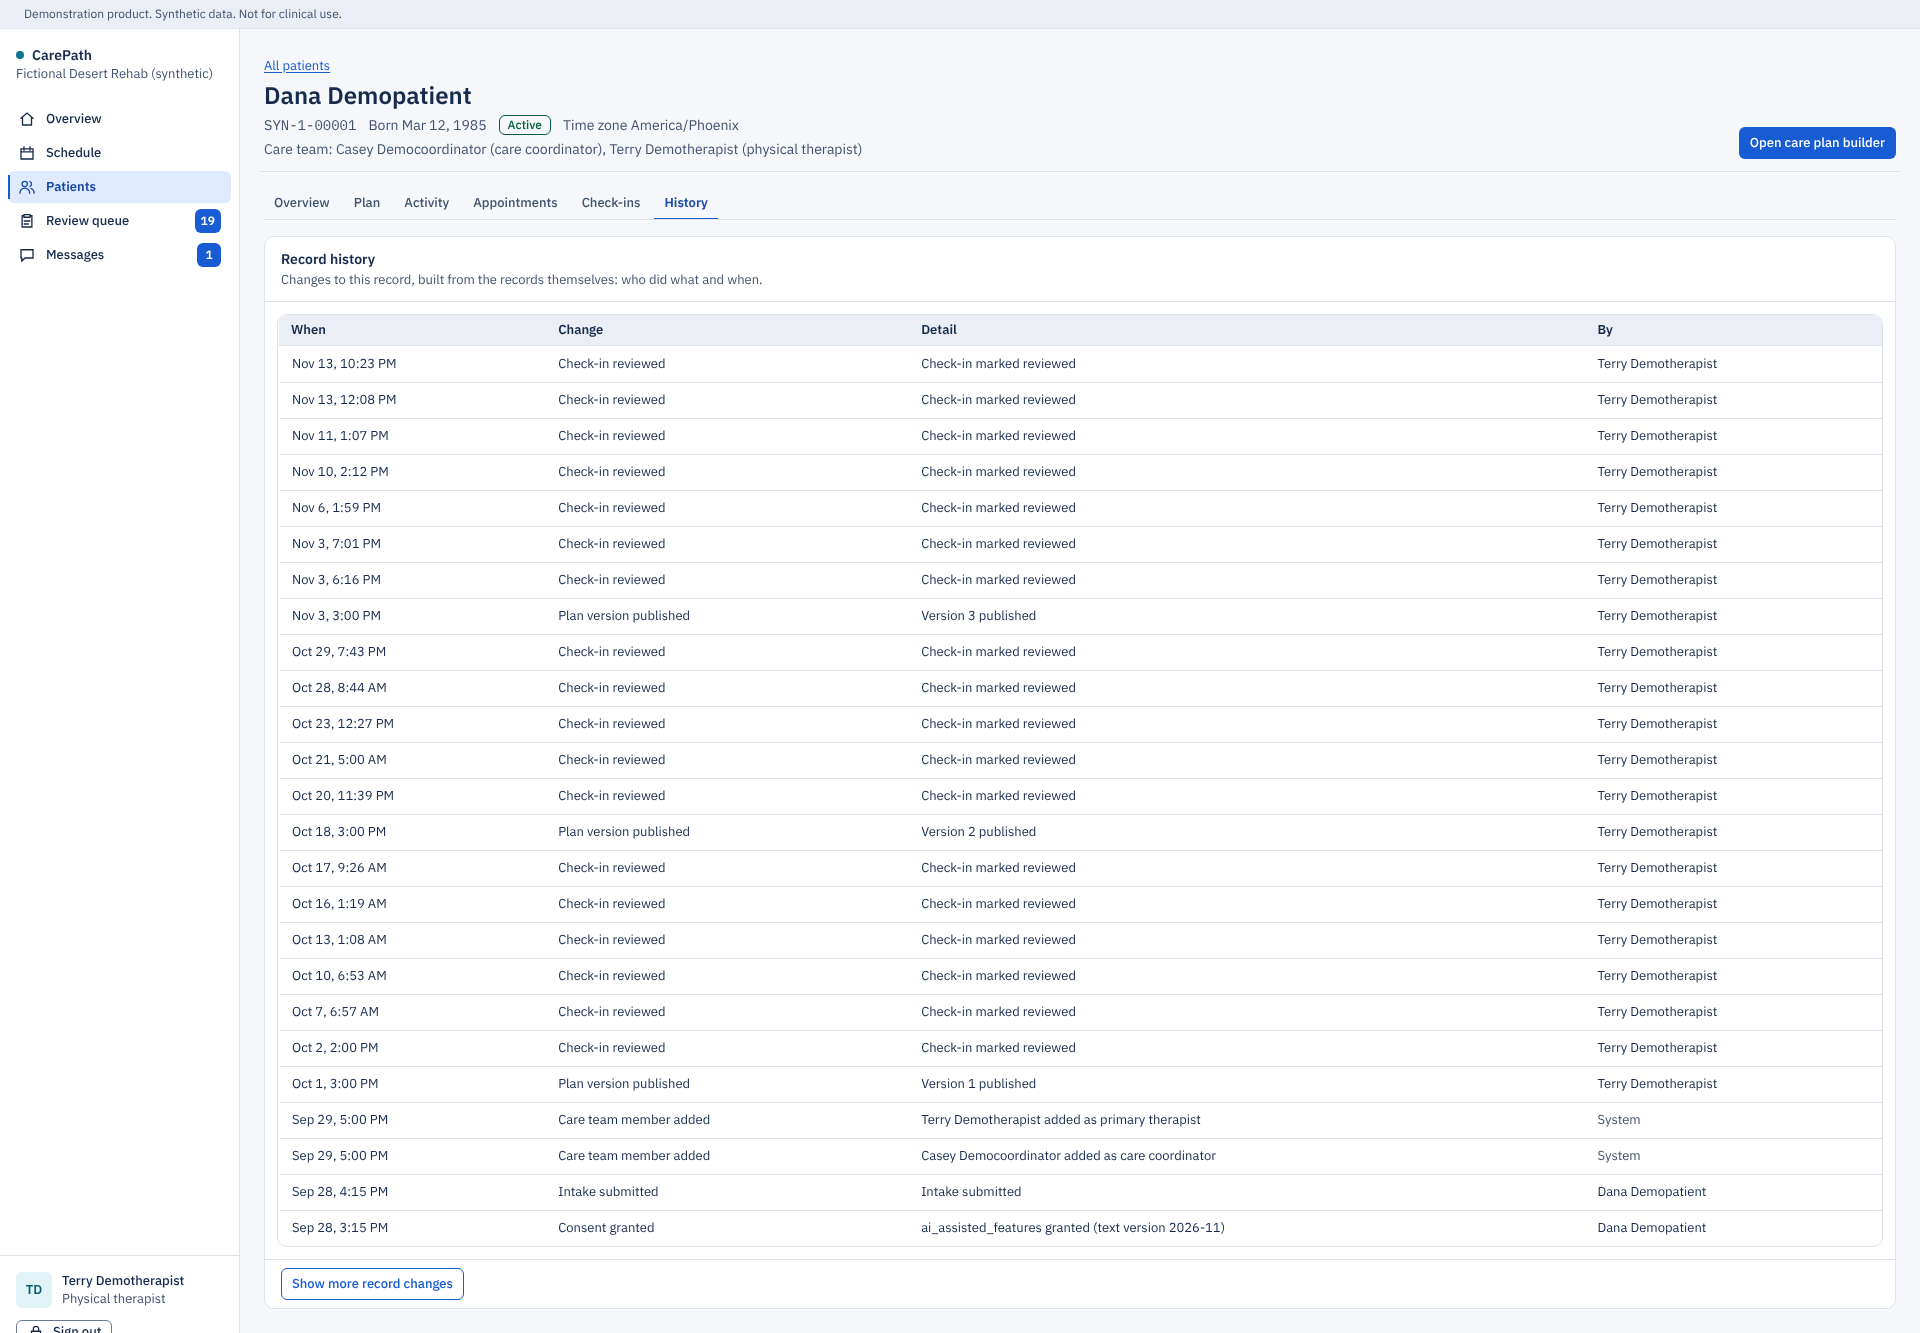 Demonstration product. Synthetic data. Not for clinical use.
CarePath
Fictional Desert Rehab (synthetic)
Overview
Schedule
Patients
Review queue 19
Messages 1
Terry Demotherapist
TD
Physical therapist
Sign out
All patients
Dana Demopatient
SYN-1-00001 Born Mar 12, 1985 Active Time zone America/Phoenix
Care team: Casey Democoordinator (care coordinator), Terry Demotherapist (physical therapist)
Open care plan builder
Overview Plan Activity Appointments Check-ins History
Record history
Changes to this record, built from the records themselves: who did what and when.
When Change Detail By
Nov 13, 10:23 PM Check-in reviewed Check-in marked reviewed Terry Demotherapist
Nov 13, 12:08 PM Check-in reviewed Check-in marked reviewed Terry Demotherapist
Nov 11, 1:07 PM Check-in reviewed Check-in marked reviewed Terry Demotherapist
Nov 10, 2:12 PM Check-in reviewed Check-in marked reviewed Terry Demotherapist
Nov 6, 1:59 PM Check-in reviewed Check-in marked reviewed Terry Demotherapist
Nov 3, 7:01 PM Check-in reviewed Check-in marked reviewed Terry Demotherapist
Nov 3, 6:16 PM Check-in reviewed Check-in marked reviewed Terry Demotherapist
Nov 3, 3:00 PM Plan version published Version 3 published Terry Demotherapist
Oct 29, 7:43 PM Check-in reviewed Check-in marked reviewed Terry Demotherapist
Oct 28, 8:44 AM Check-in reviewed Check-in marked reviewed Terry Demotherapist
Oct 23, 12:27 PM Check-in reviewed Check-in marked reviewed Terry Demotherapist
Oct 21, 5:00 AM Check-in reviewed Check-in marked reviewed Terry Demotherapist
Oct 20, 11:39 PM Check-in reviewed Check-in marked reviewed Terry Demotherapist
Oct 18, 3:00 PM Plan version published Version 2 published Terry Demotherapist
Oct 17, 9:26 AM Check-in reviewed Check-in marked reviewed Terry Demotherapist
Oct 16, 1:19 AM Check-in reviewed Check-in marked reviewed Terry Demotherapist
Oct 13, 1:08 AM Check-in reviewed Check-in marked reviewed Terry Demotherapist
Oct 10, 6:53 AM Check-in reviewed Check-in marked reviewed Terry Demotherapist
Oct 7, 6:57 AM Check-in reviewed Check-in marked reviewed Terry Demotherapist
Oct 2, 2:00 PM Check-in reviewed Check-in marked reviewed Terry Demotherapist
Oct 1, 3:00 PM Plan version published Version 1 published Terry Demotherapist
Sep 29, 5:00 PM Care team member added Terry Demotherapist added as primary therapist System
Sep 29, 5:00 PM Care team member added Casey Democoordinator added as care coordinator System
Sep 28, 4:15 PM Intake submitted Intake submitted Dana Demopatient
Sep 28, 3:15 PM Consent granted ai_assisted_features granted (text version 2026-11) Dana Demopatient
Show more record changes